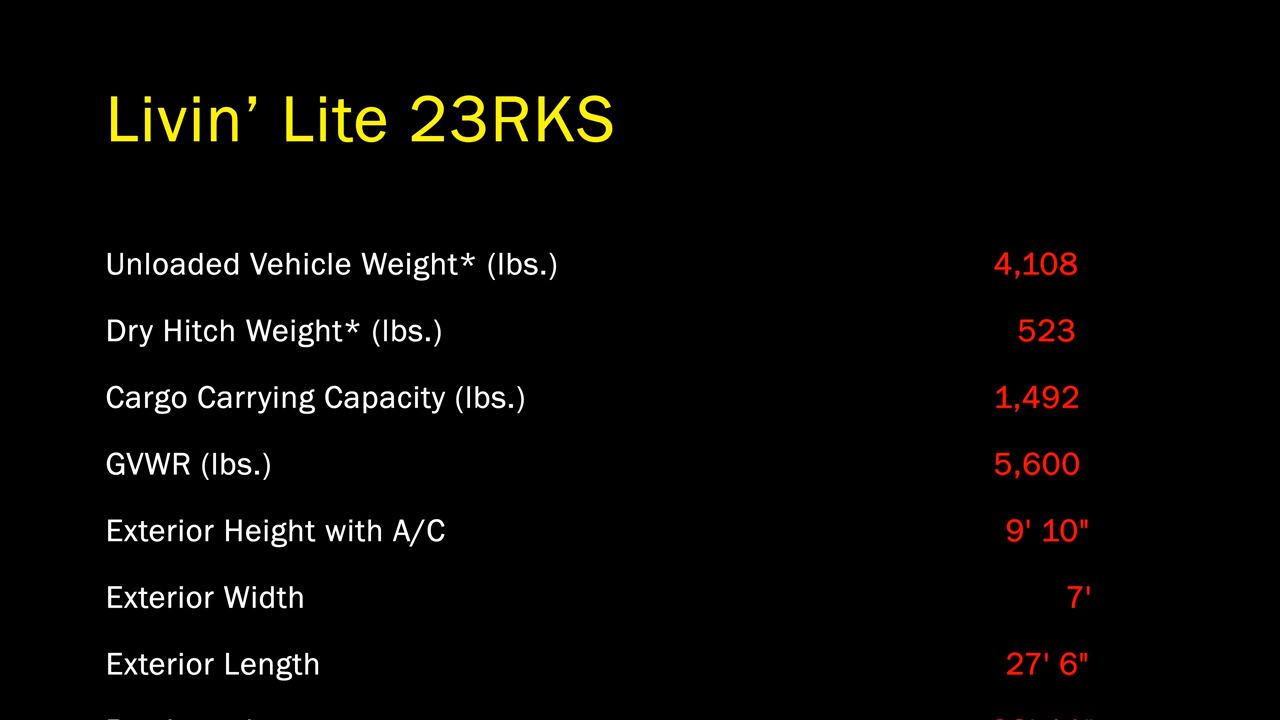 Livin’ Lite 23RKS
Unloaded Vehicle Weight* (lbs.) 4,108
Dry Hitch Weight* (lbs.) 523
Cargo Carrying Capacity (lbs.) 1,492
GVWR (lbs.) 5,600
Exterior Height with A/C 9' 10"
Exterior Width 7'
Exterior Length 27' 6"